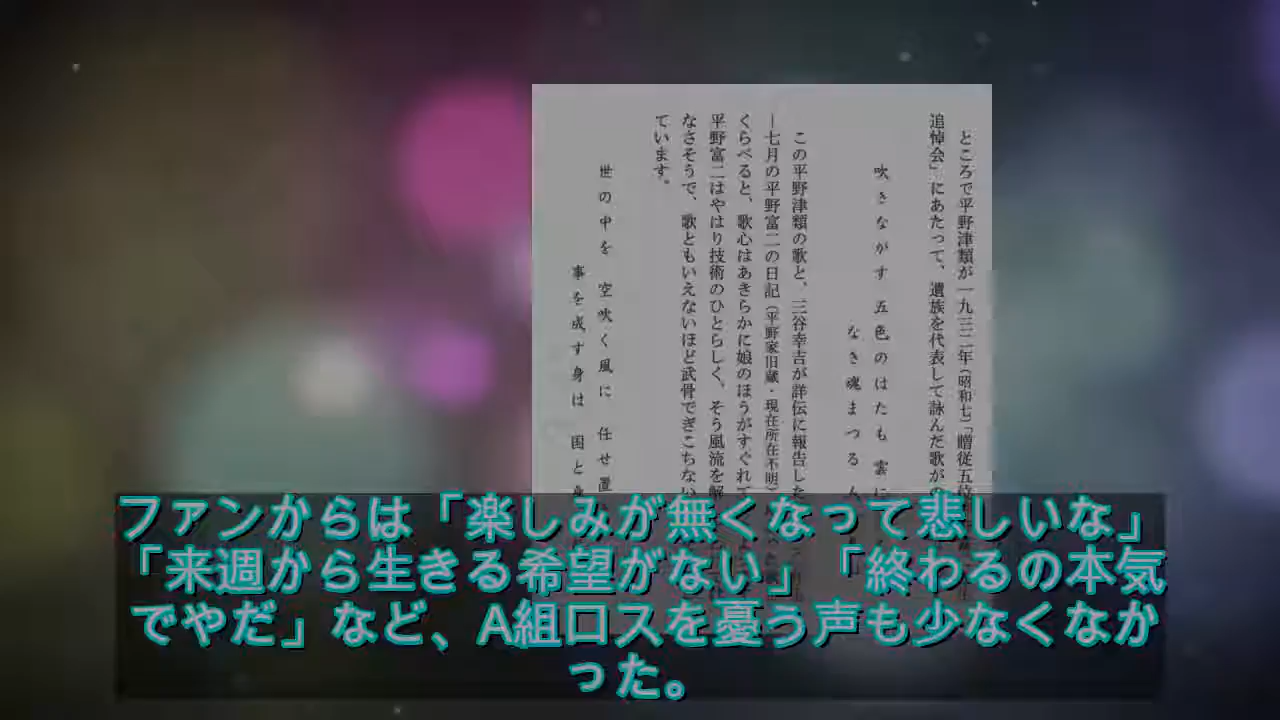 ところで平野津類が一九三二年（昭和七）「贈従五位
追悼会」にあたって、遺族を代表して詠んだ歌が
吹きながす 五色のはたも 雲に
なき魂まつる
この平野津類の歌と、三谷幸吉が詳伝に報告した
―七月の平野富二の日記（平野家旧蔵・現在所在不明）
くらべると、歌心はあきらかに娘のほうがすぐれて
平野富二はやはり技術のひとらしく、そう風流を解
なさそうで、歌ともいえないほど武骨でぎこちない
ています。
世の中を 空吹く風に 任せ置
事を成す身は 国と
ファンからは「楽しみが無くなって悲しいな」
「来週から生きる希望がない」「終わるの本気
でやだ」など、A組ロスを憂う声も少なくなか
った。